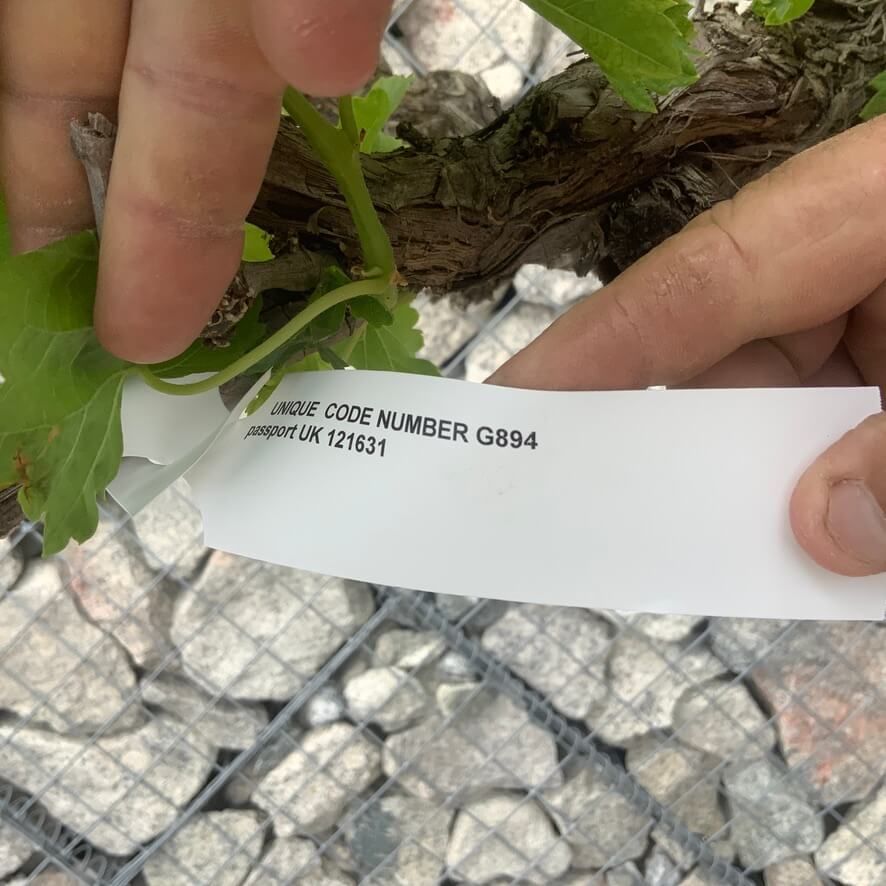 UNIQUE CODE NUMBER G894
passport UK 121631